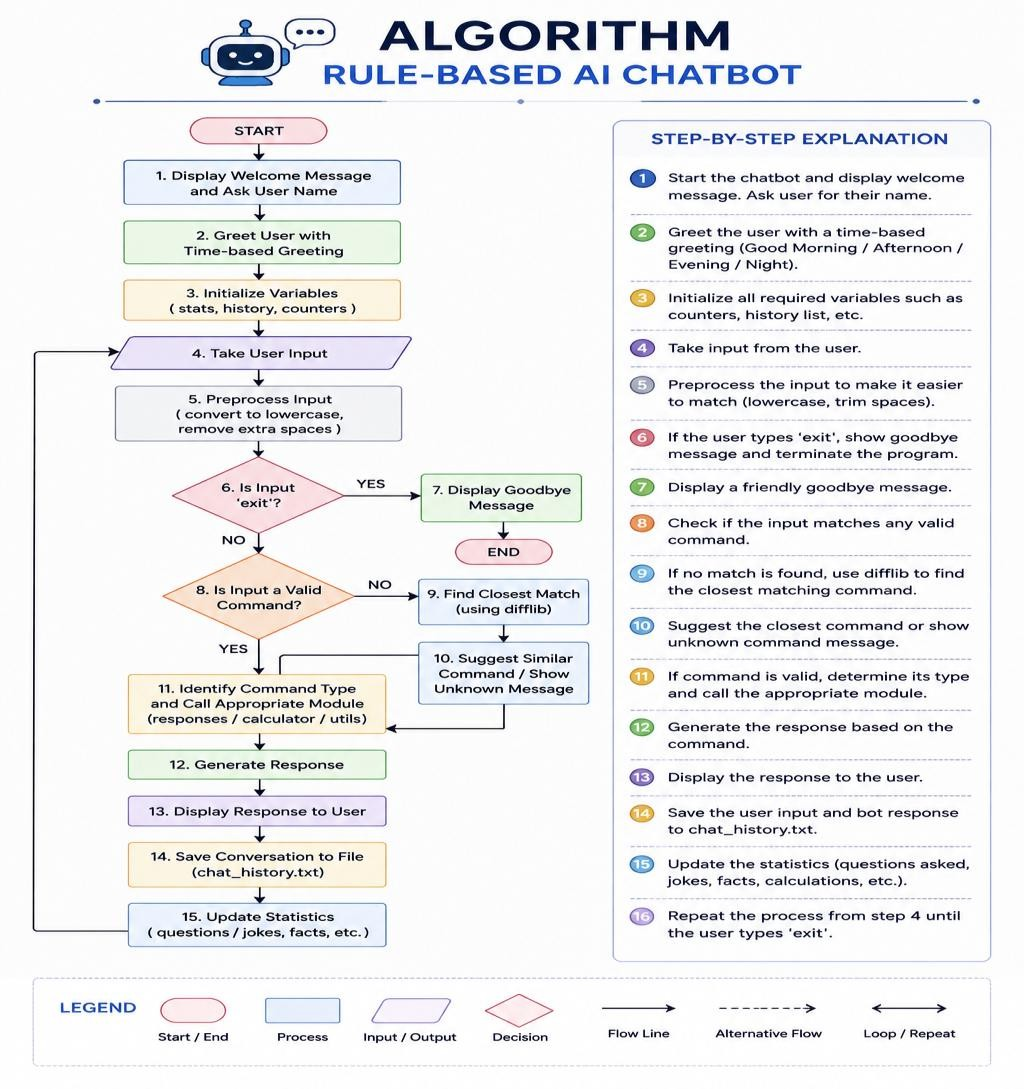 ALGORITHM
RULE-BASED AI CHATBOT
START
1. Display Welcome Message
and Ask User Name
2. Greet User with
Time-based Greeting
3. Initialize Variables
( stats, history, counters )
4. Take User Input
5. Preprocess Input
( convert to lowercase,
remove extra spaces )
6. Is Input
'exit'?
YES
7. Display Goodbye
Message
END
NO
8. Is Input a Valid
Command?
NO
9. Find Closest Match
(using difflib)
10. Suggest Similar
Command / Show
Unknown Message
YES
11. Identify Command Type
and Call Appropriate Module
(responses / calculator / utils)
12. Generate Response
13. Display Response to User
14. Save Conversation to File
(chat_history.txt)
15. Update Statistics
( questions / jokes, facts, etc.)
STEP-BY-STEP EXPLANATION
1 Start the chatbot and display welcome
message. Ask user for their name.
2 Greet the user with a time-based
greeting (Good Morning / Afternoon /
Evening / Night).
3 Initialize all required variables such as
counters, history list, etc.
4 Take input from the user.
5 Preprocess the input to make it easier
to match (lowercase, trim spaces).
6 If the user types 'exit', show goodbye
message and terminate the program.
7 Display a friendly goodbye message.
8 Check if the input matches any valid
command.
9 If no match is found, use difflib to find
the closest matching command.
10 Suggest the closest command or show
unknown command message.
11 If command is valid, determine its type
and call the appropriate module.
12 Generate the response based on the
command.
13 Display the response to the user.
14 Save the user input and bot response
to chat_history.txt.
15 Update the statistics (questions asked,
jokes, facts, calculations, etc.).
16 Repeat the process from step 4 until
the user types 'exit'.
LEGEND
Start / End
Process
Input / Output
Decision
Flow Line
Alternative Flow
Loop / Repeat